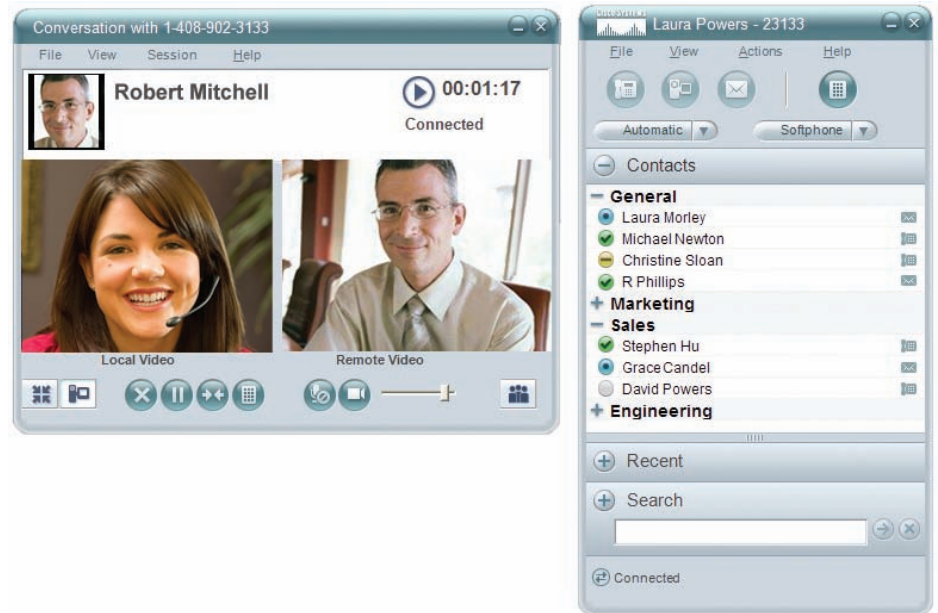 Conversation with 1-408-902-3133
File View Session Help
Robert Mitchell
00:01:17
Connected
Local Video
Remote Video
CISCO SYSTEMS
Laura Powers - 23133
File View Actions Help
Automatic
Softphone
Contacts
General
Laura Morley
Michael Newton
Christine Sloan
R Phillips
Marketing
Sales
Stephen Hu
Grace Candel
David Powers
Engineering
Recent
Search
Connected